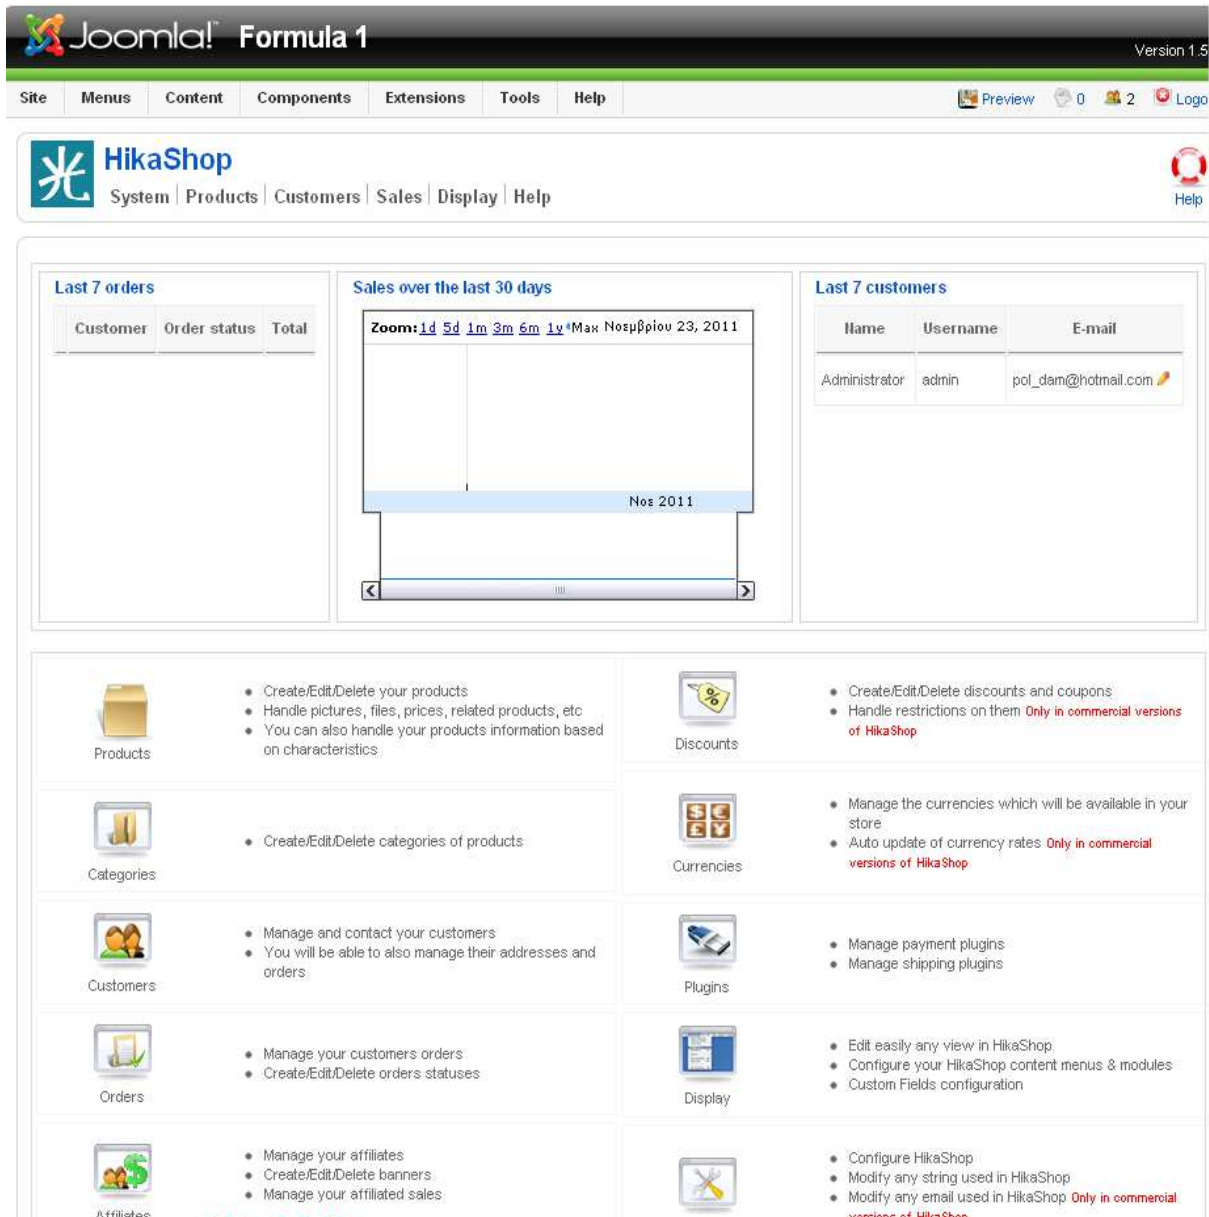 Joomla!™ Formula 1
Version 1.5
Site Menus Content Components Extensions Tools Help Preview 0 2 Logo
HikaShop
System Products Customers Sales Display Help
Help
Last 7 orders
Customer Order status Total
Sales over the last 30 days
Zoom: 1d 5d 1m 3m 6m 1y Max Νοεμβρίου 23, 2011
Νοε 2011
Last 7 customers
Name Username E-mail
Administrator admin pol_dam@hotmail.com
Products
Create/Edit/Delete your products
Handle pictures, files, prices, related products, etc
You can also handle your products information based
on characteristics
Discounts
Create/Edit/Delete discounts and coupons
Handle restrictions on them Only in commercial versions
of HikaShop
Categories
Create/Edit/Delete categories of products
Currencies
Manage the currencies which will be available in your
store
Auto update of currency rates Only in commercial
versions of HikaShop
Customers
Manage and contact your customers
You will be able to also manage their addresses and
orders
Plugins
Manage payment plugins
Manage shipping plugins
Orders
Manage your customers orders
Create/Edit/Delete orders statuses
Display
Edit easily any view in HikaShop
Configure your HikaShop content menus & modules
Custom Fields configuration
Affiliates
Manage your affiliates
Create/Edit/Delete banners
Manage your affiliated sales
Configure HikaShop
Modify any string used in HikaShop
Modify any email used in HikaShop Only in commercial
versions of HikaShop